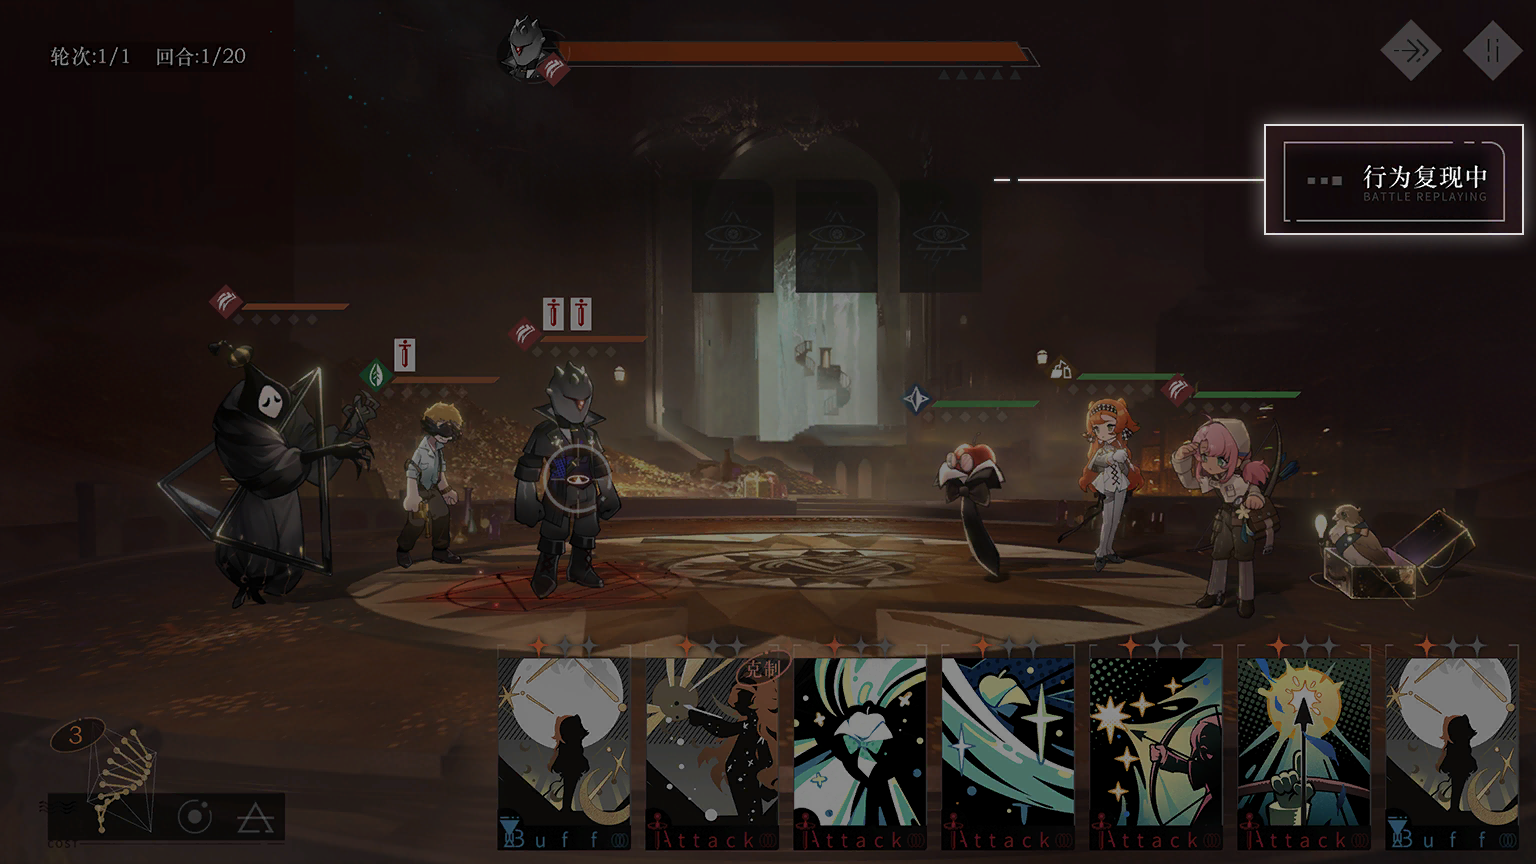 轮次:1/1 回合:1/20
行为复现中
BATTLE REPLAYING
克制
3
COST
Buff
Attack
Attack
Attack
Attack
Attack
Buff